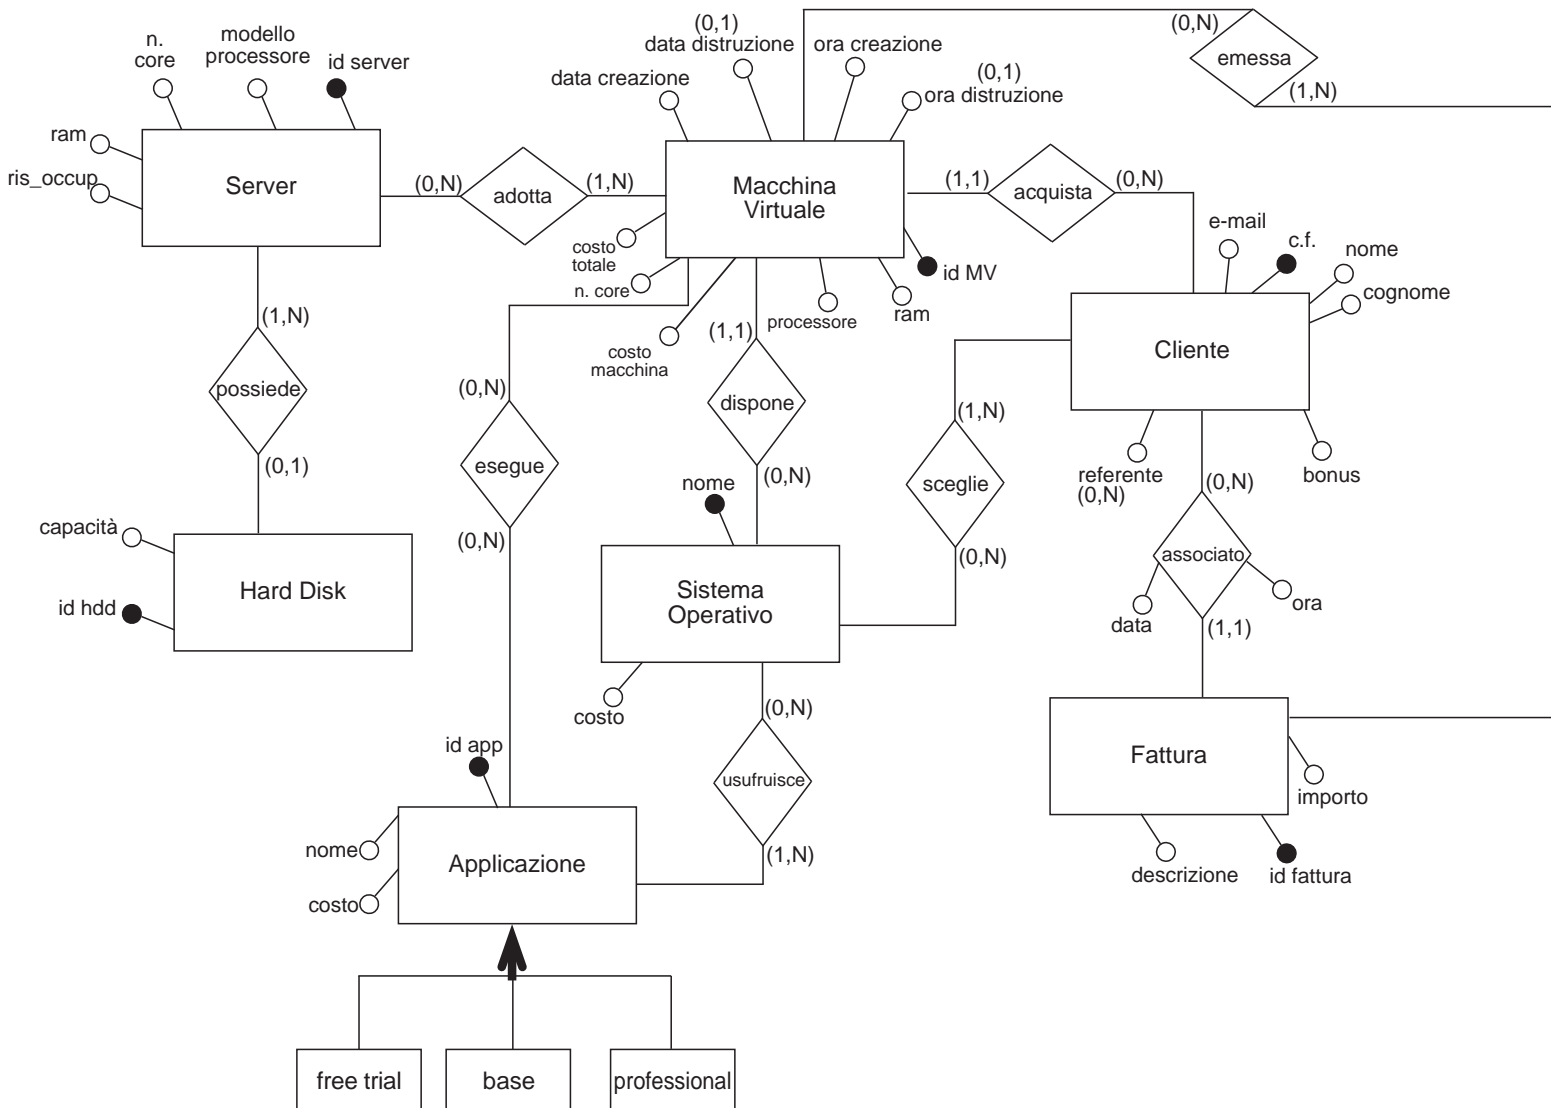 n.
core
modello
processore
id server
ram
ris_occup
Server
(0,N)
adotta
(1,N)
(0,1)
data distruzione
ora creazione
data creazione
(0,1)
ora distruzione
Macchina
Virtuale
costo
totale
n. core
costo
macchina
processore
ram
id MV
(0,N)
emessa
(1,N)
(1,1)
acquista
(0,N)
e-mail
c.f.
nome
cognome
Cliente
referente
(0,N)
bonus
(1,N)
possiede
(0,1)
capacità
id hdd
Hard Disk
(0,N)
esegue
(0,N)
(1,1)
dispone
(0,N)
nome
Sistema
Operativo
costo
(1,N)
sceglie
(0,N)
(0,N)
associato
data
ora
(1,1)
Fattura
importo
descrizione
id fattura
(0,N)
usufruisce
(1,N)
id app
nome
costo
Applicazione
free trial
base
professional